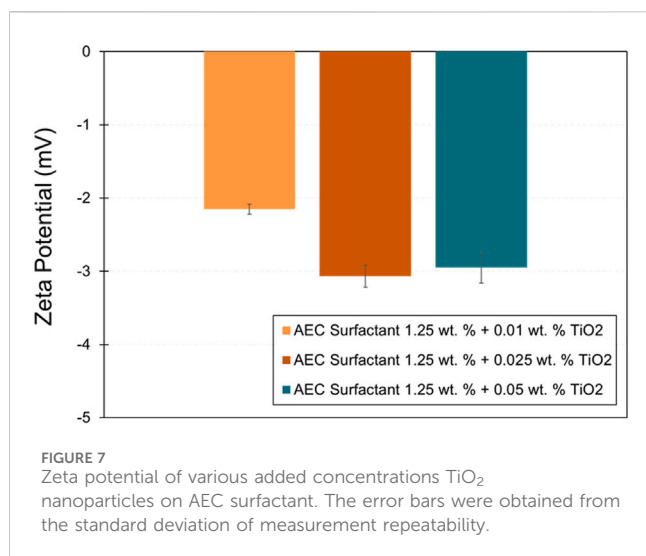 0
-1
-2
-3
-4
-5
Zeta Potential (mV)
AEC Surfactant 1.25 wt. % + 0.01 wt. % TiO2
AEC Surfactant 1.25 wt. % + 0.025 wt. % TiO2
AEC Surfactant 1.25 wt. % + 0.05 wt. % TiO2
FIGURE 7
Zeta potential of various added concentrations TiO₂
nanoparticles on AEC surfactant. The error bars were obtained from
the standard deviation of measurement repeatability.